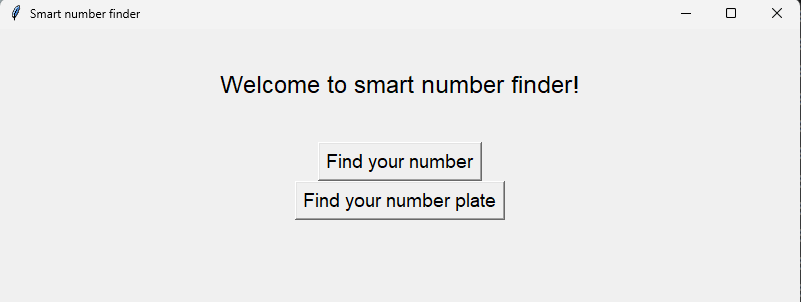 Smart number finder
Welcome to smart number finder!
Find your number
Find your number plate